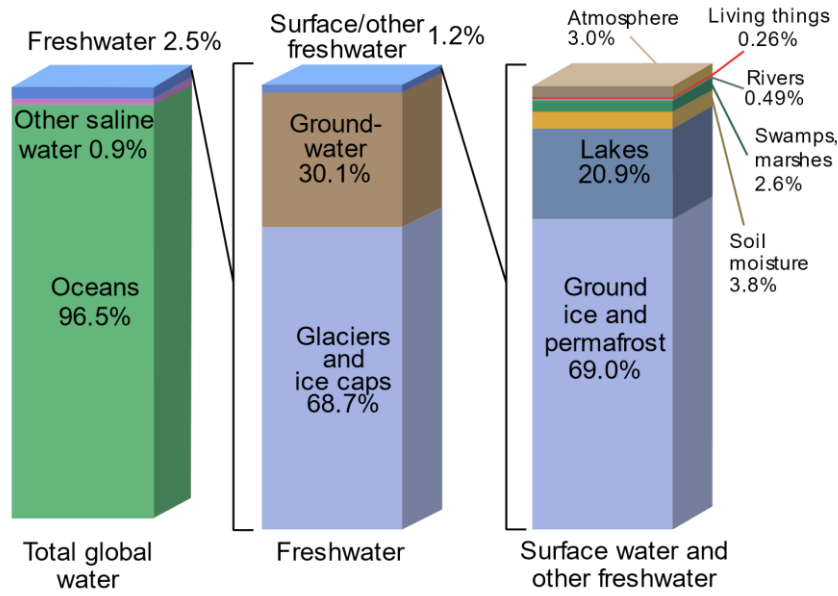 Freshwater 2.5%
Other saline
water 0.9%
Oceans
96.5%
Total global
water
Surface/other
freshwater 1.2%
Ground-
water
30.1%
Glaciers and
ice caps
68.7%
Freshwater
Atmosphere
3.0%
Living things
0.26%
Rivers
0.49%
Swamps,
marshes
2.6%
Soil
moisture
3.8%
Lakes
20.9%
Ground
ice and
permafrost
69.0%
Surface water and
other freshwater